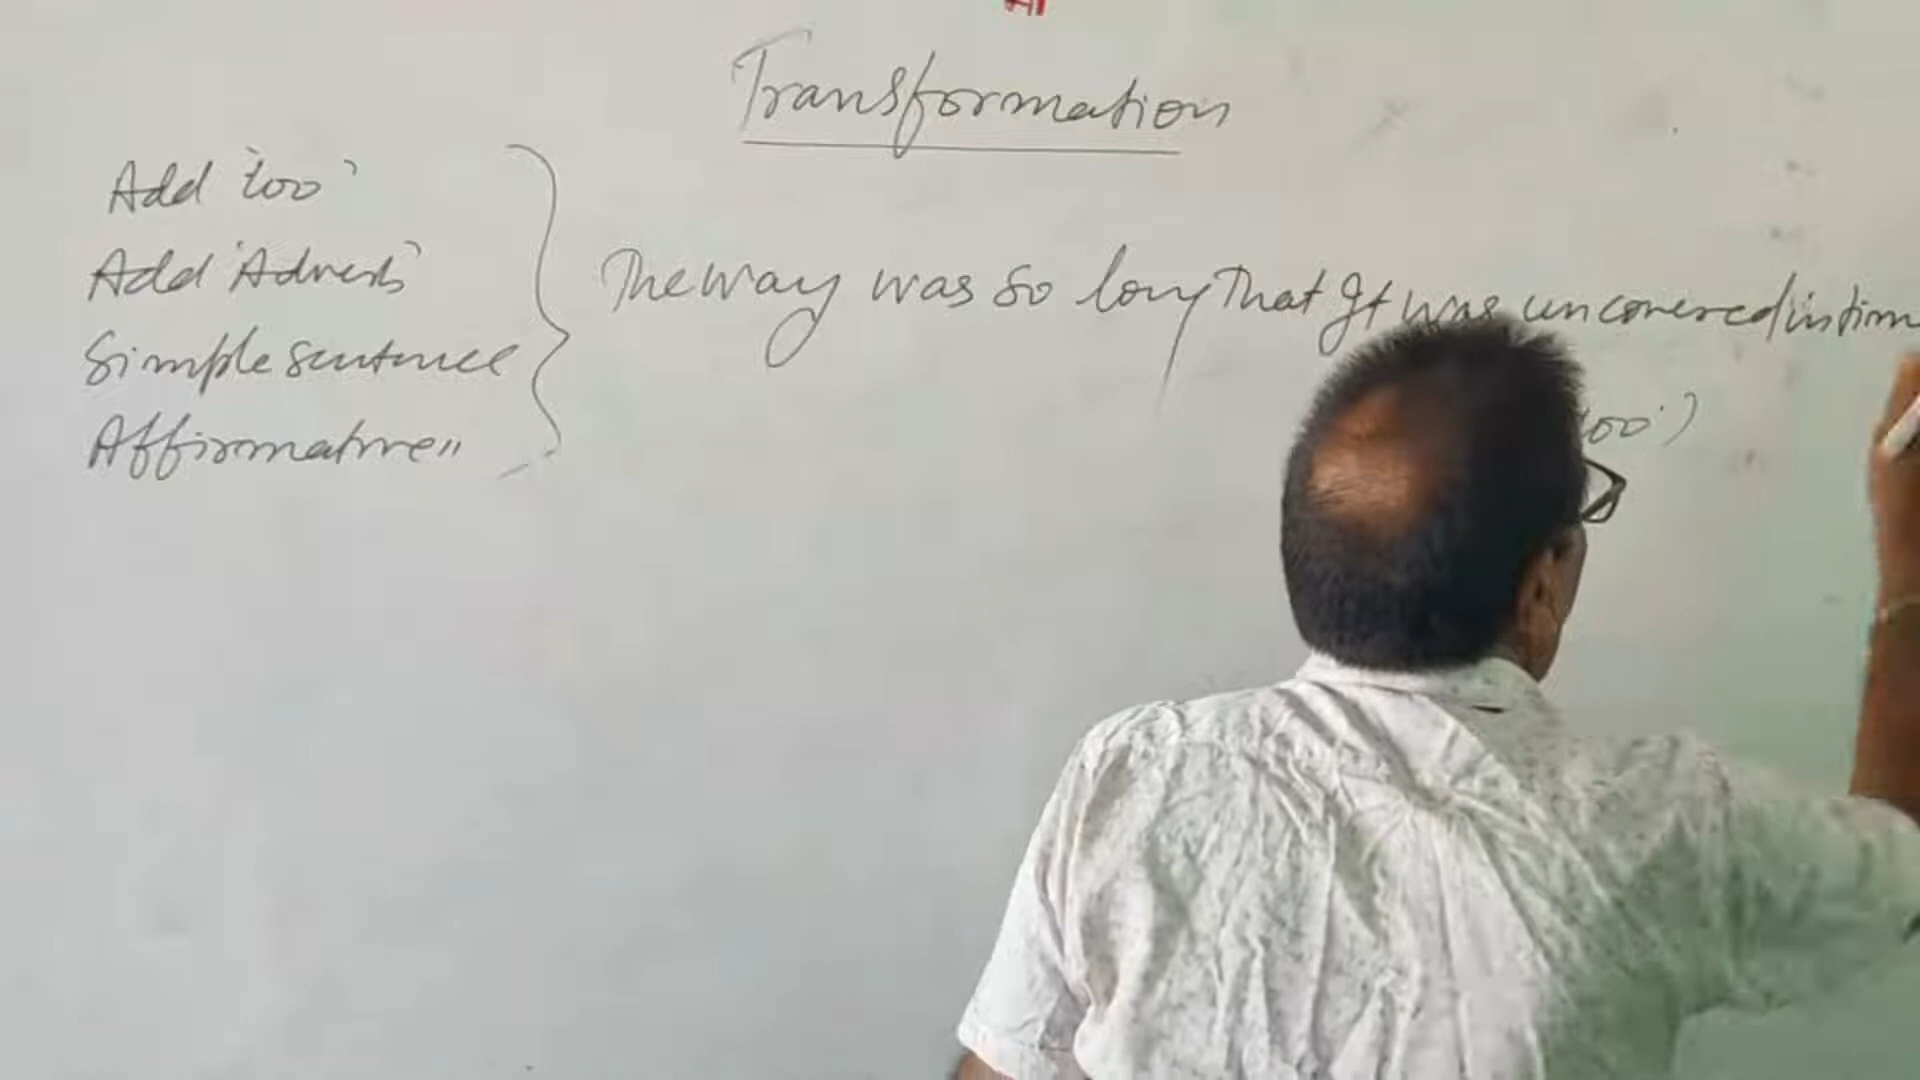 मा
Transformation
Add 'too'
Add 'Adverb'
Simple sentence
Affirmative "
The way was so long that It was uncovered in tim
too')